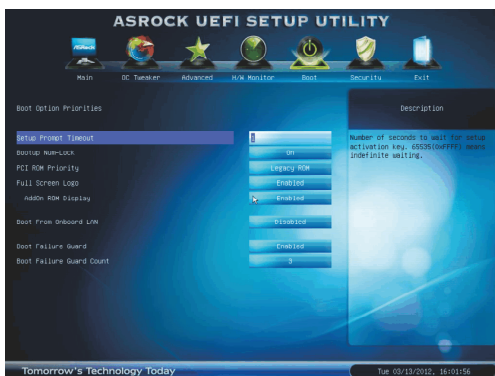 ASROCK UEFI SETUP UTILITY
ASRock
Main
OC Tweaker
Advanced
H/W Monitor
Boot
Security
Exit
Boot Option Priorities
Description
Setup Prompt Timeout 1
Number of seconds to wait for setup
activation key. 65535(0xFFFF) means
indefinite waiting.
Bootup Num-Lock On
PCI ROM Priority Legacy ROM
Full Screen Logo Enabled
AddOn ROM Display Enabled
Boot From Onboard LAN Disabled
Boot Failure Guard Enabled
Boot Failure Guard Count 3
Tomorrow's Technology Today
Tue 03/13/2012, 16:01:56